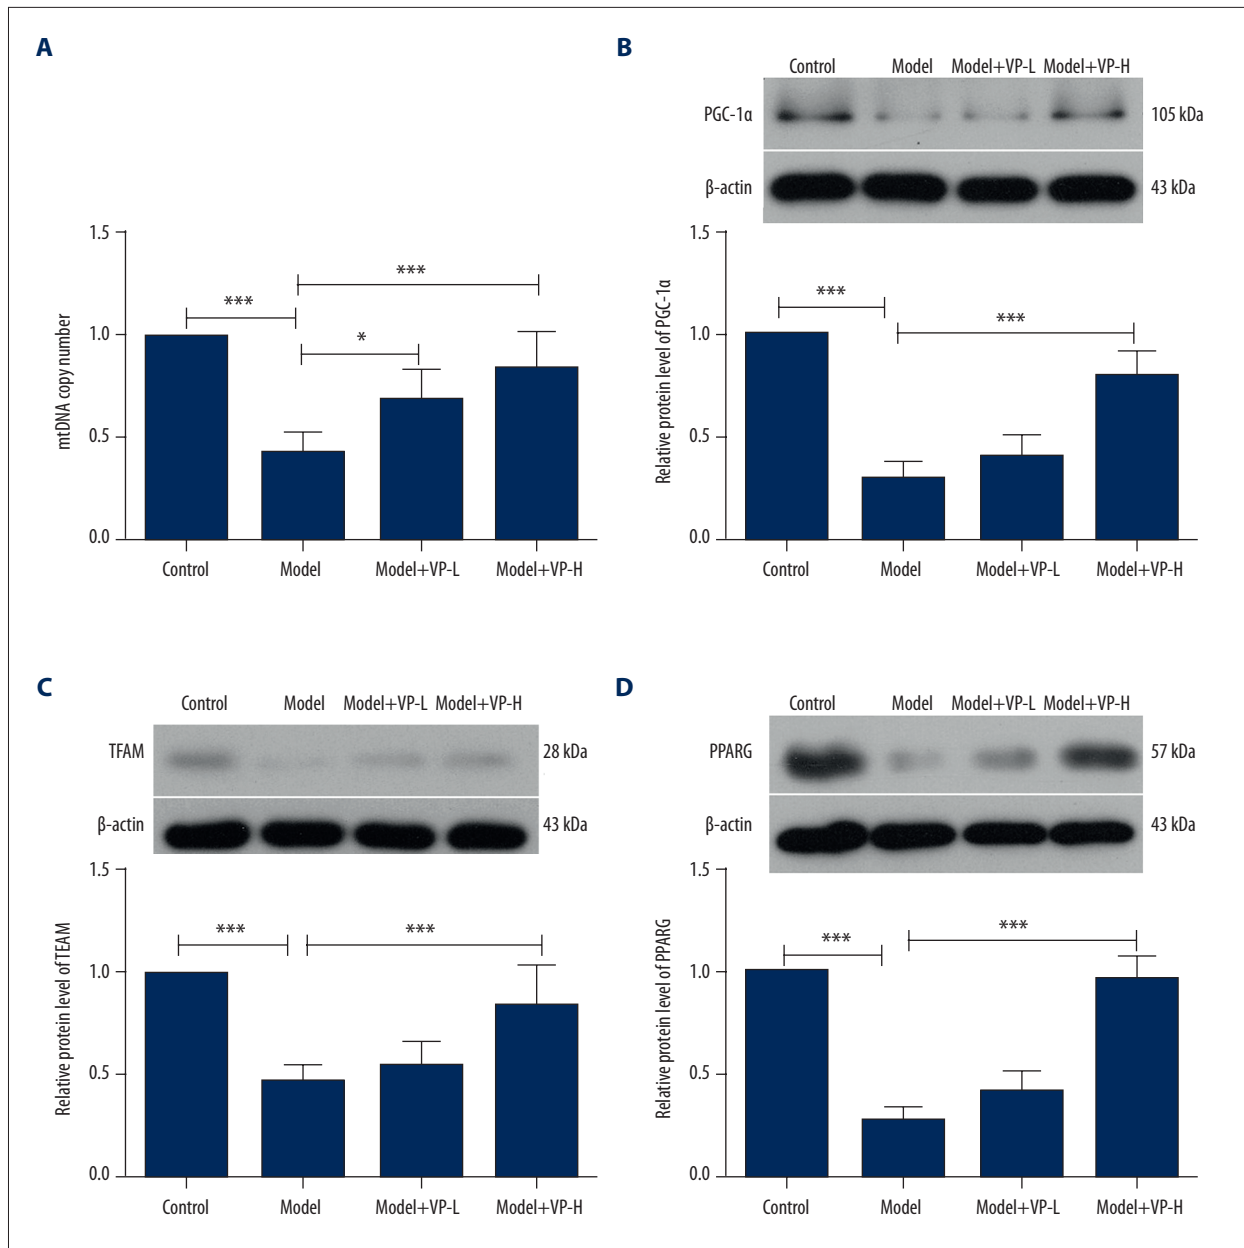 A
1.5
***
***
*
1.0
0.5
0.0
mtDNA copy number
Control Model Model+VP-L Model+VP-H
B
Control Model Model+VP-L Model+VP-H
PGC-1α 105 kDa
β-actin 43 kDa
1.5
***
***
1.0
0.5
0.0
Relative protein level of PGC-1α
Control Model Model+VP-L Model+VP-H
C
Control Model Model+VP-L Model+VP-H
TFAM 28 kDa
β-actin 43 kDa
1.5
*** ***
1.0
0.5
0.0
Relative protein level of TEAM
Control Model Model+VP-L Model+VP-H
D
Control Model Model+VP-L Model+VP-H
PPARG 57 kDa
β-actin 43 kDa
1.5
***
***
1.0
0.5
0.0
Relative protein level of PPARG
Control Model Model+VP-L Model+VP-H